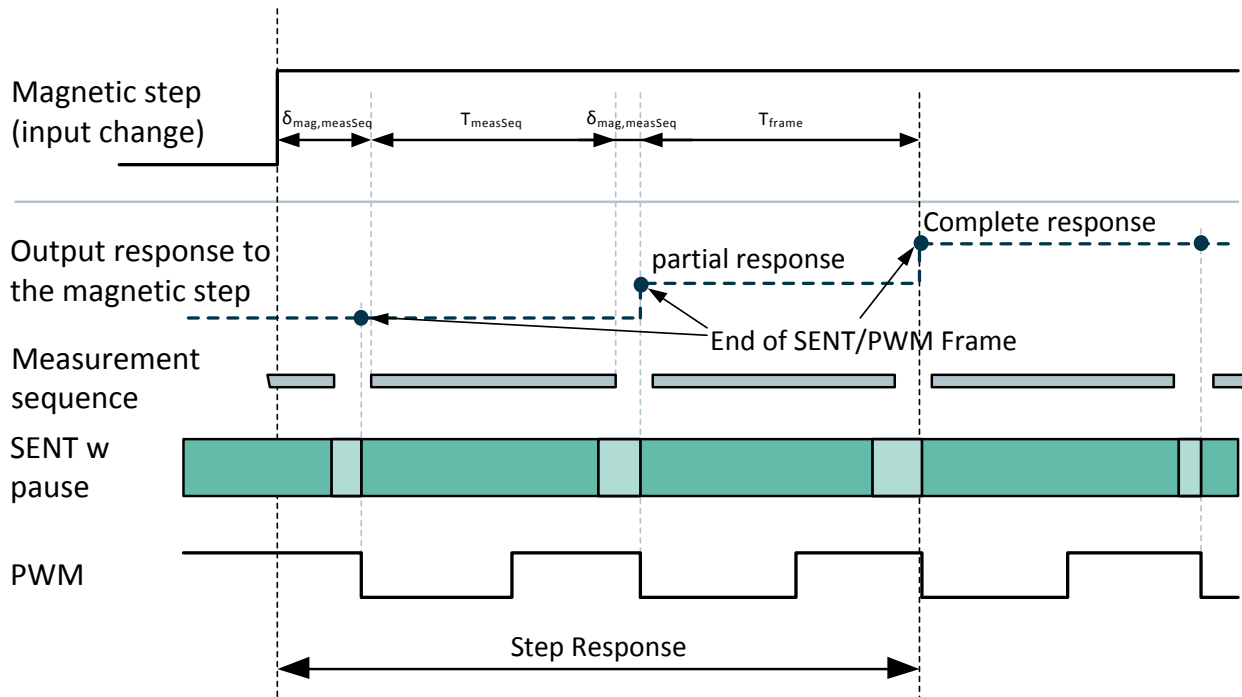 Magnetic step
(input change)
δmag,measSeq
TmeasSeq
δmag,measSeq
Tframe
Output response to
the magnetic step
Complete response
partial response
End of SENT/PWM Frame
Measurement
sequence
SENT w
pause
PWM
Step Response